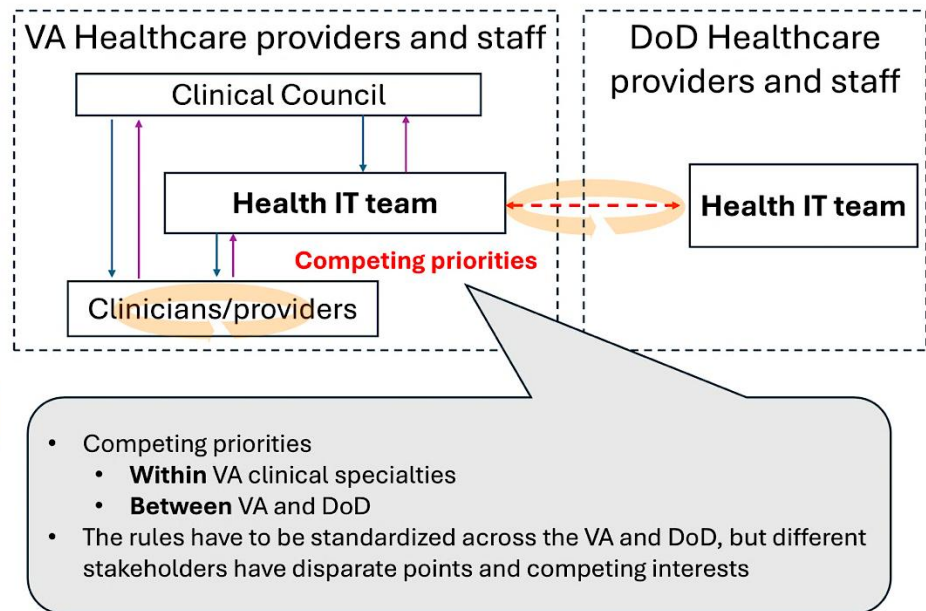 VA Healthcare providers and staff
Clinical Council
Health IT team
Competing priorities
Clinicians/providers
DoD Healthcare
providers and staff
Health IT team
• Competing priorities
• Within VA clinical specialties
• Between VA and DoD
• The rules have to be standardized across the VA and DoD, but different
stakeholders have disparate points and competing interests